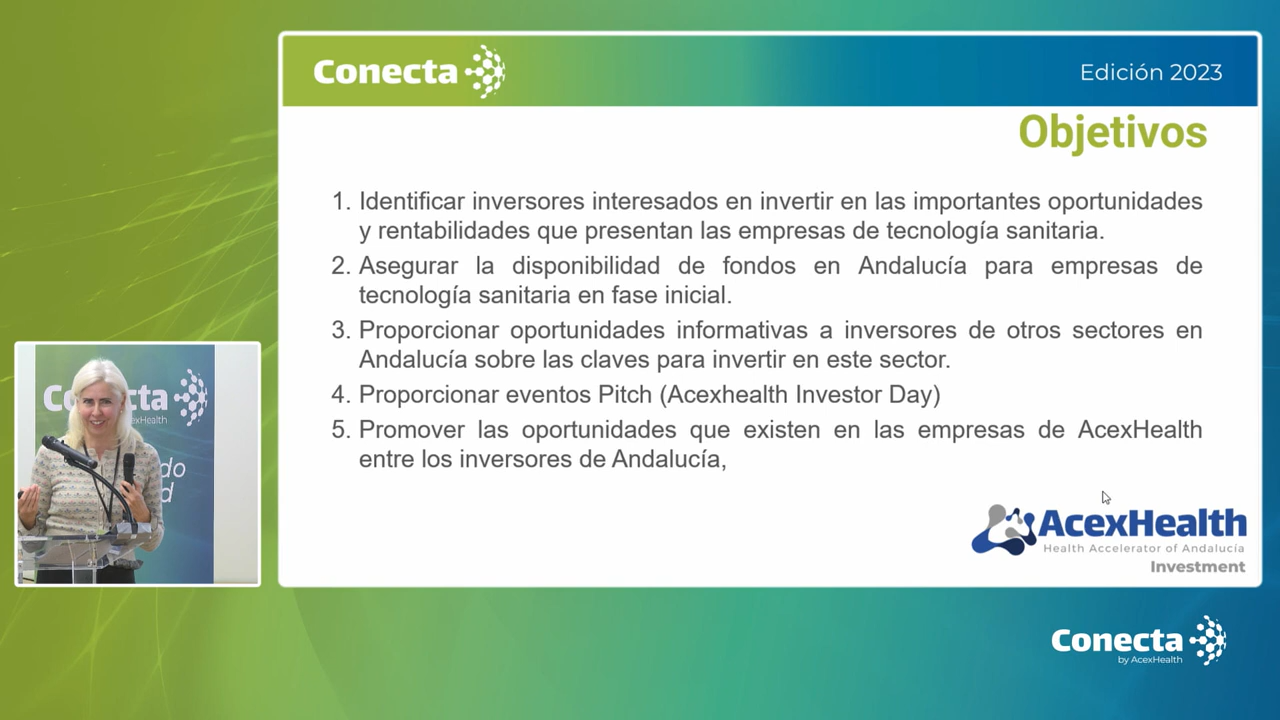 Conecta
Edición 2023
Objetivos
1. Identificar inversores interesados en invertir en las importantes oportunidades
y rentabilidades que presentan las empresas de tecnología sanitaria.
2. Asegurar la disponibilidad de fondos en Andalucía para empresas de
tecnología sanitaria en fase inicial.
3. Proporcionar oportunidades informativas a inversores de otros sectores en
Andalucía sobre las claves para invertir en este sector.
4. Proporcionar eventos Pitch (Acexhealth Investor Day)
5. Promover las oportunidades que existen en las empresas de AcexHealth
entre los inversores de Andalucía,
AcexHealth
Health Accelerator of Andalucía
Investment
Conecta
by AcexHealth